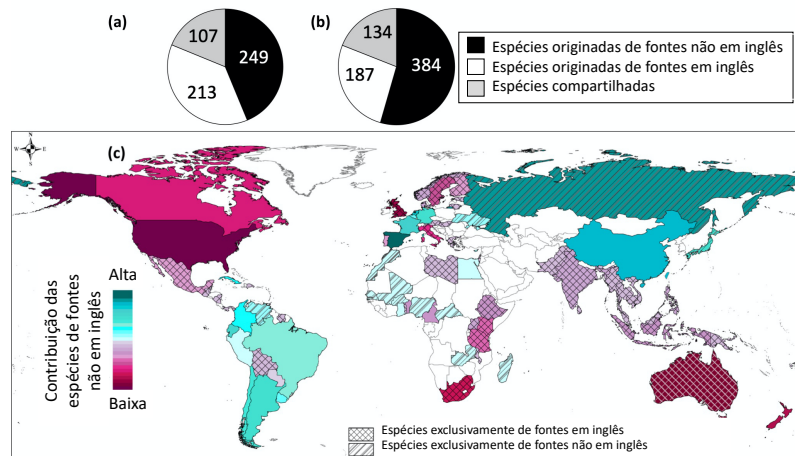 (a)
107
249
213
(b)
134
384
187
Espécies originadas de fontes não em inglês
Espécies originadas de fontes em inglês
Espécies compartilhadas
(c)
N
W
E
S
Contribuição das
espécies de fontes
não em inglês
Alta
Baixa
Espécies exclusivamente de fontes em inglês
Espécies exclusivamente de fontes não em inglês